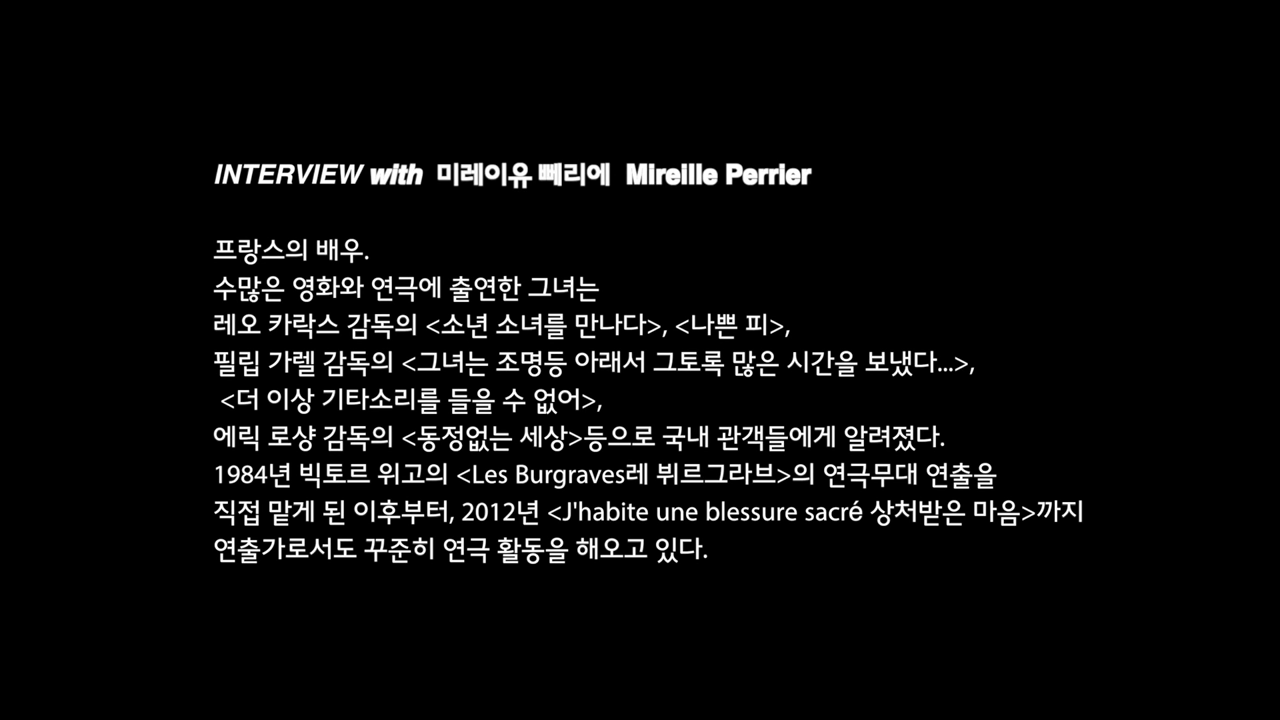 INTERVIEW with 미레이유 뻬리에 Mireille Perrier
프랑스의 배우.
수많은 영화와 연극에 출연한 그녀는
레오 카락스 감독의 <소년 소녀를 만나다>, <나쁜 피>,
필립 가렐 감독의 <그녀는 조명등 아래서 그토록 많은 시간을 보냈다...>,
<더 이상 기타소리를 들을 수 없어>,
에릭 로샹 감독의 <동정없는 세상>등으로 국내 관객들에게 알려졌다.
1984년 빅토르 위고의 <Les Burgraves레 뷔르그라브>의 연극무대 연출을
직접 맡게 된 이후부터, 2012년 <J'habite une blessure sacré 상처받은 마음>까지
연출가로서도 꾸준히 연극 활동을 해오고 있다.